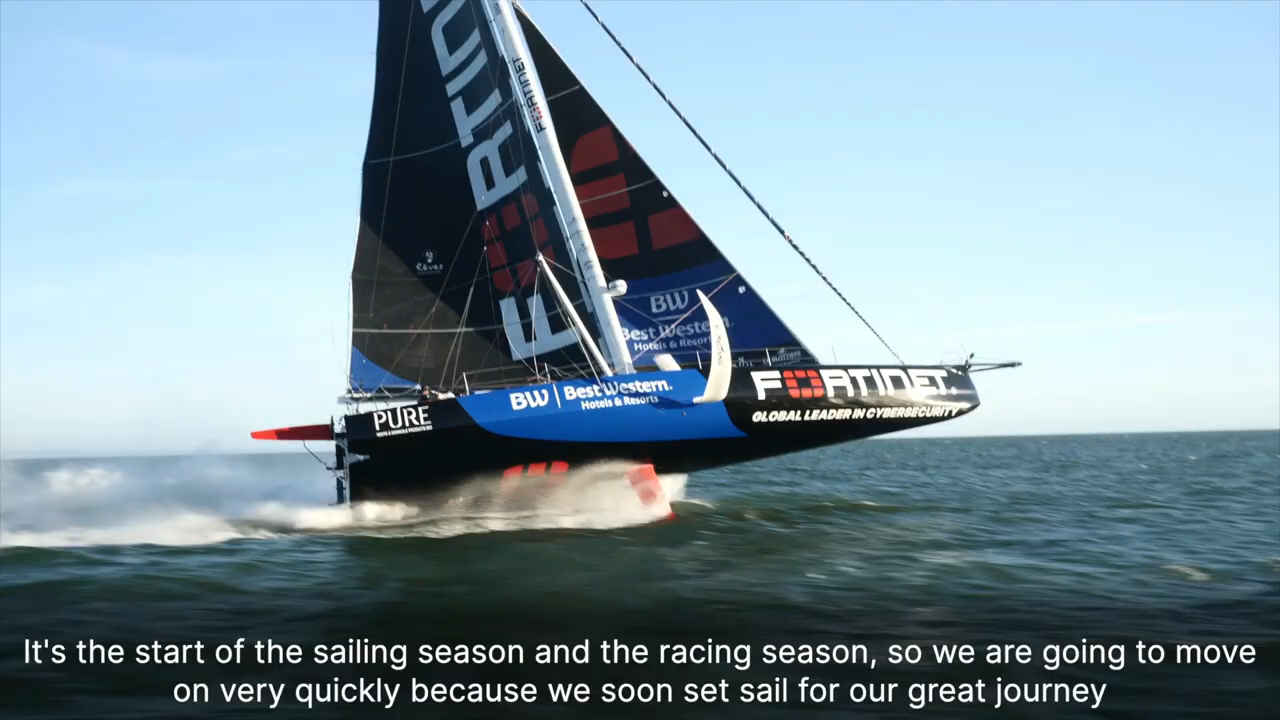 FORTINET
FORTINET
Cāves
BW
Best Western
Hotels & Resorts
BW | Best Western.
Hotels & Resorts
FORTINET.
GLOBAL LEADER IN CYBERSECURITY
PURE
It's the start of the sailing season and the racing season, so we are going to move
on very quickly because we soon set sail for our great journey